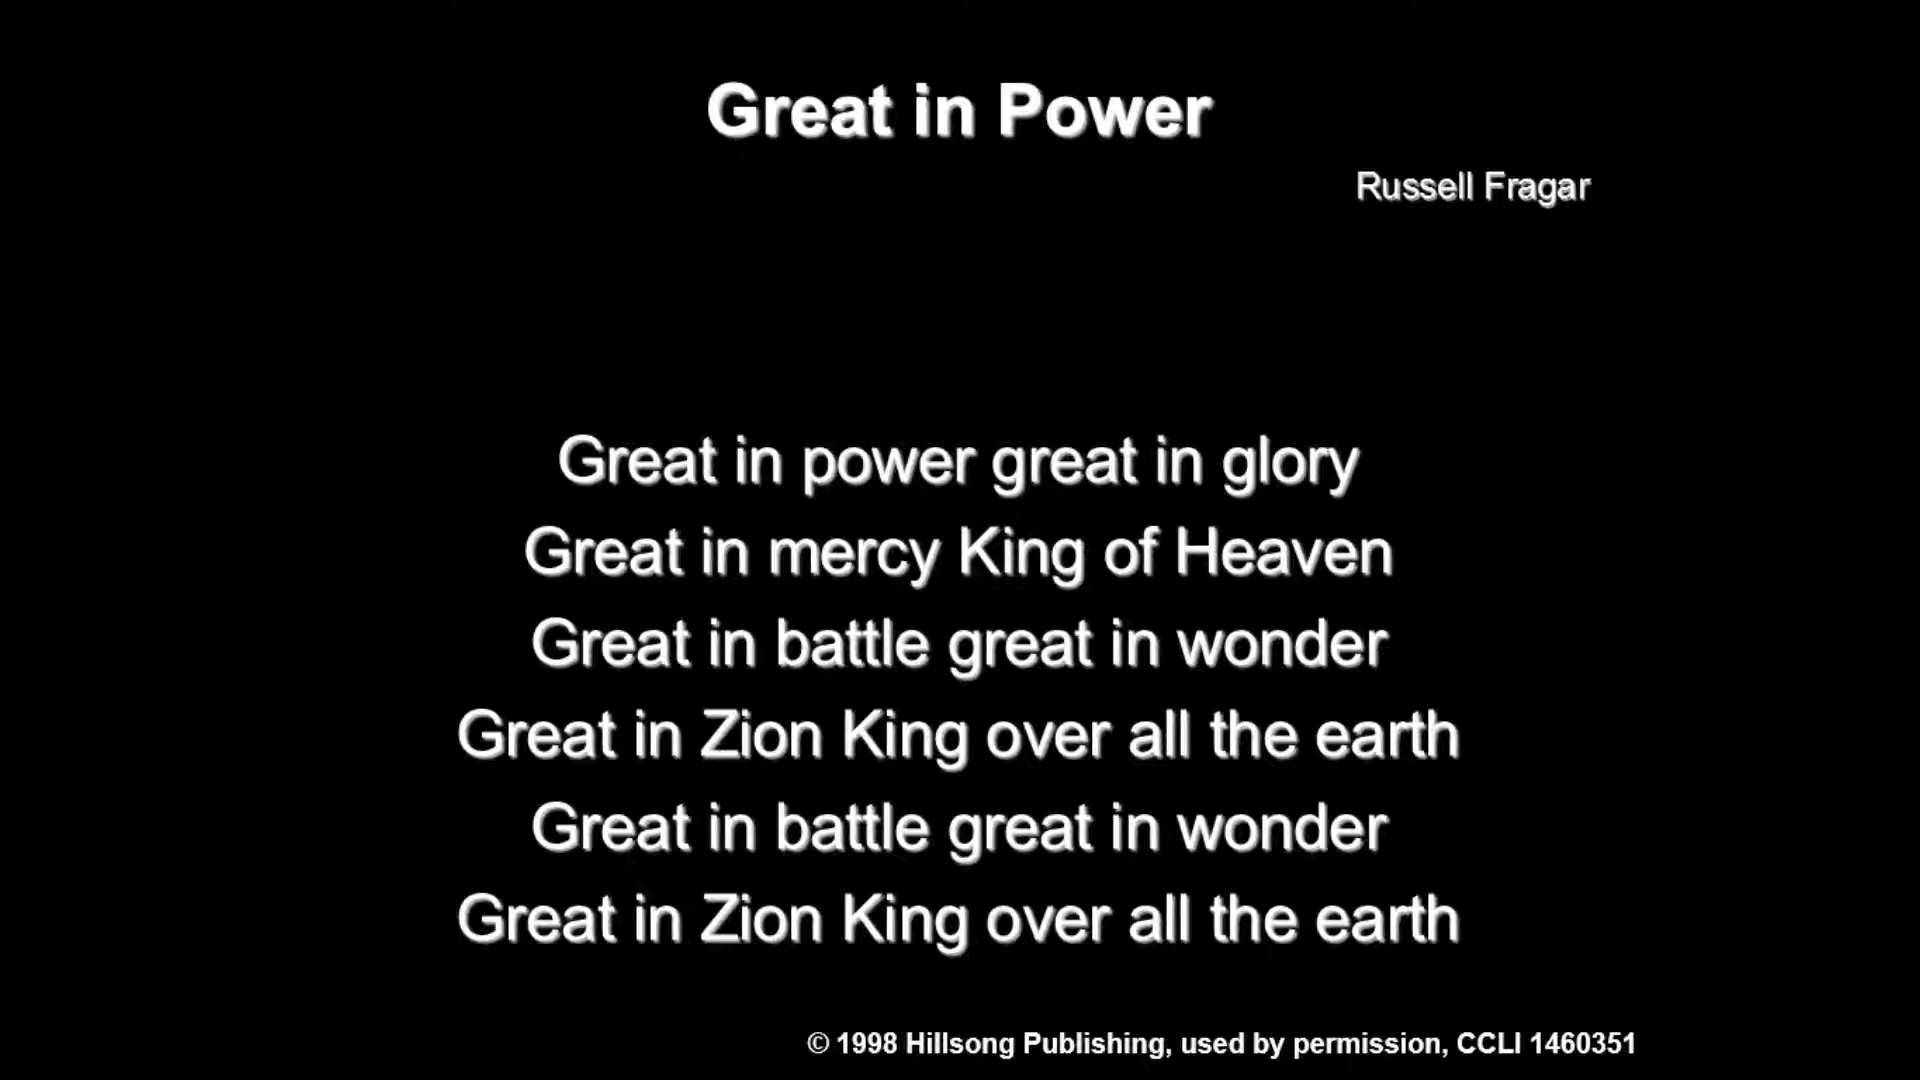 Great in Power
Russell Fragar
Great in power great in glory
Great in mercy King of Heaven
Great in battle great in wonder
Great in Zion King over all the earth
Great in battle great in wonder
Great in Zion King over all the earth
© 1998 Hillsong Publishing, used by permission, CCLI 1460351